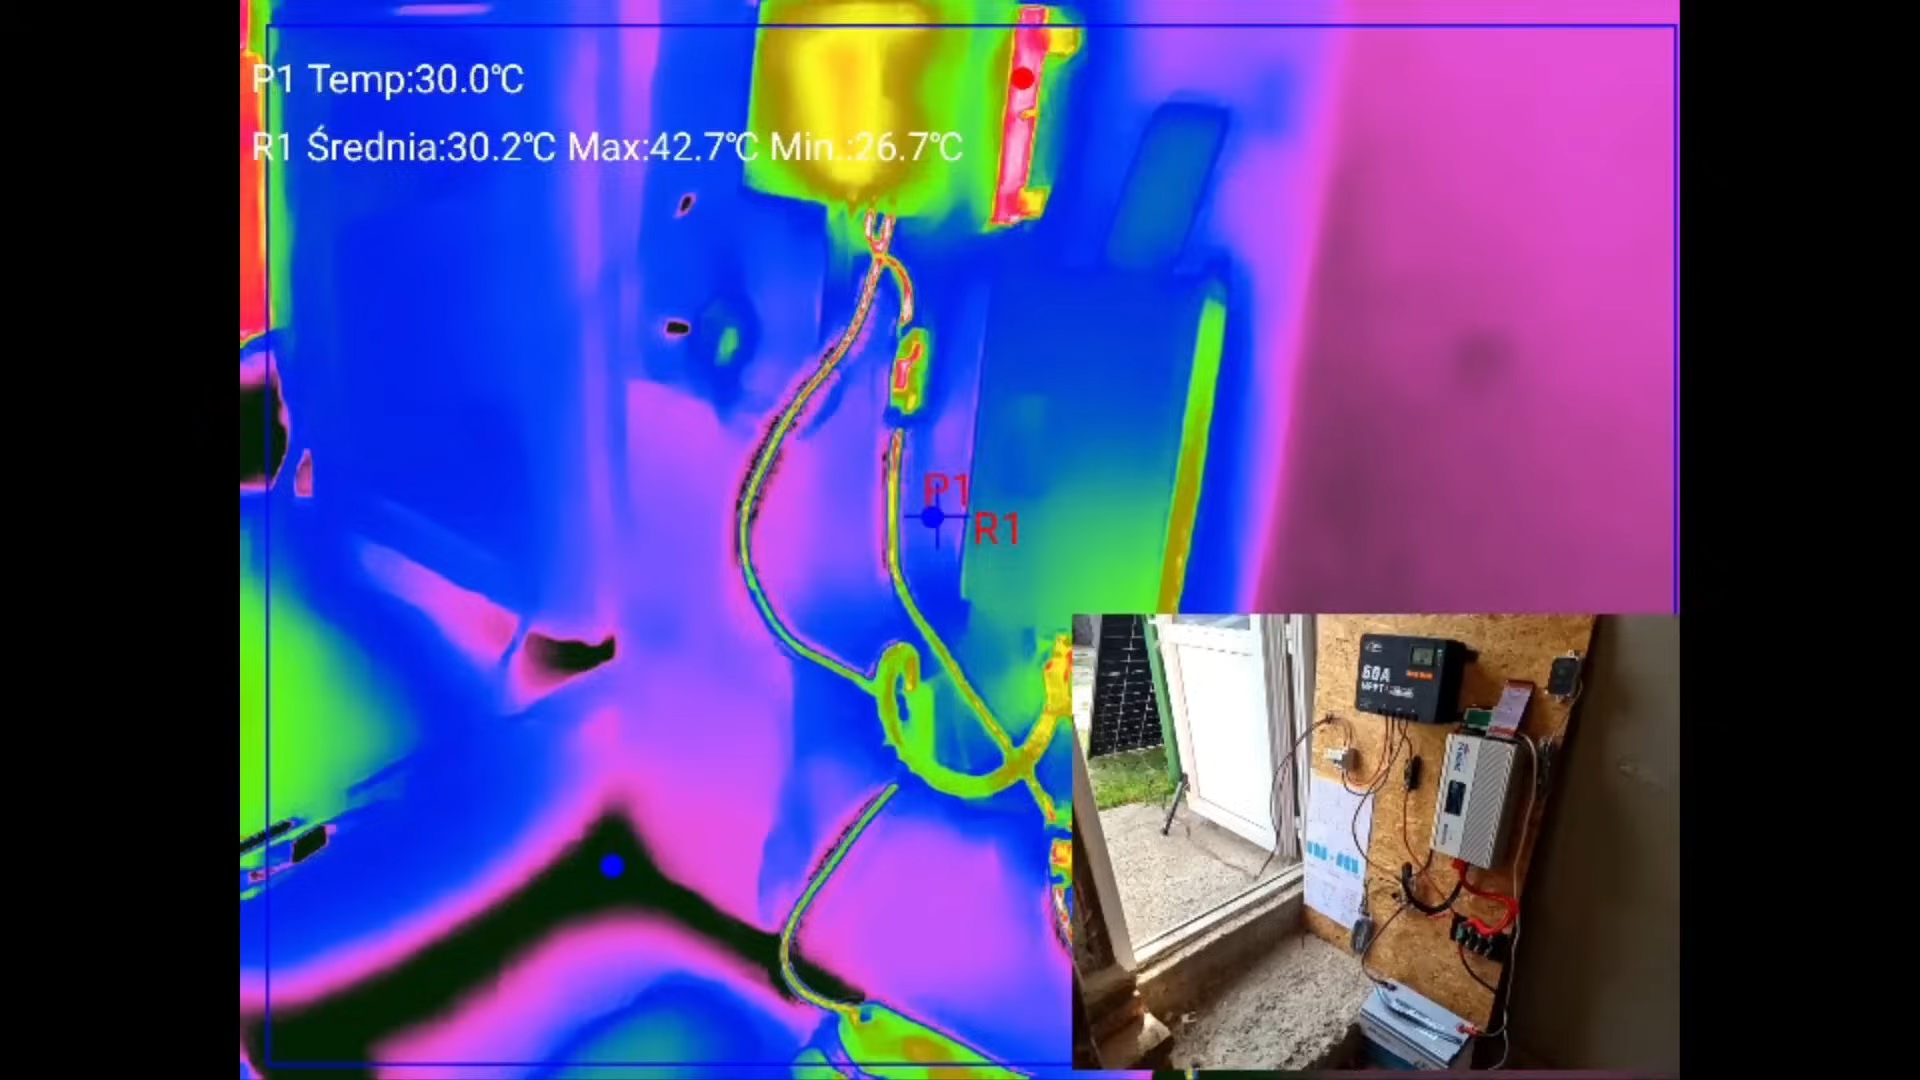 P1 Temp:30.0℃
R1 Średnia:30.2℃ Max:42.7℃ Min.:26.7℃
P1
R1
60A
MPPT